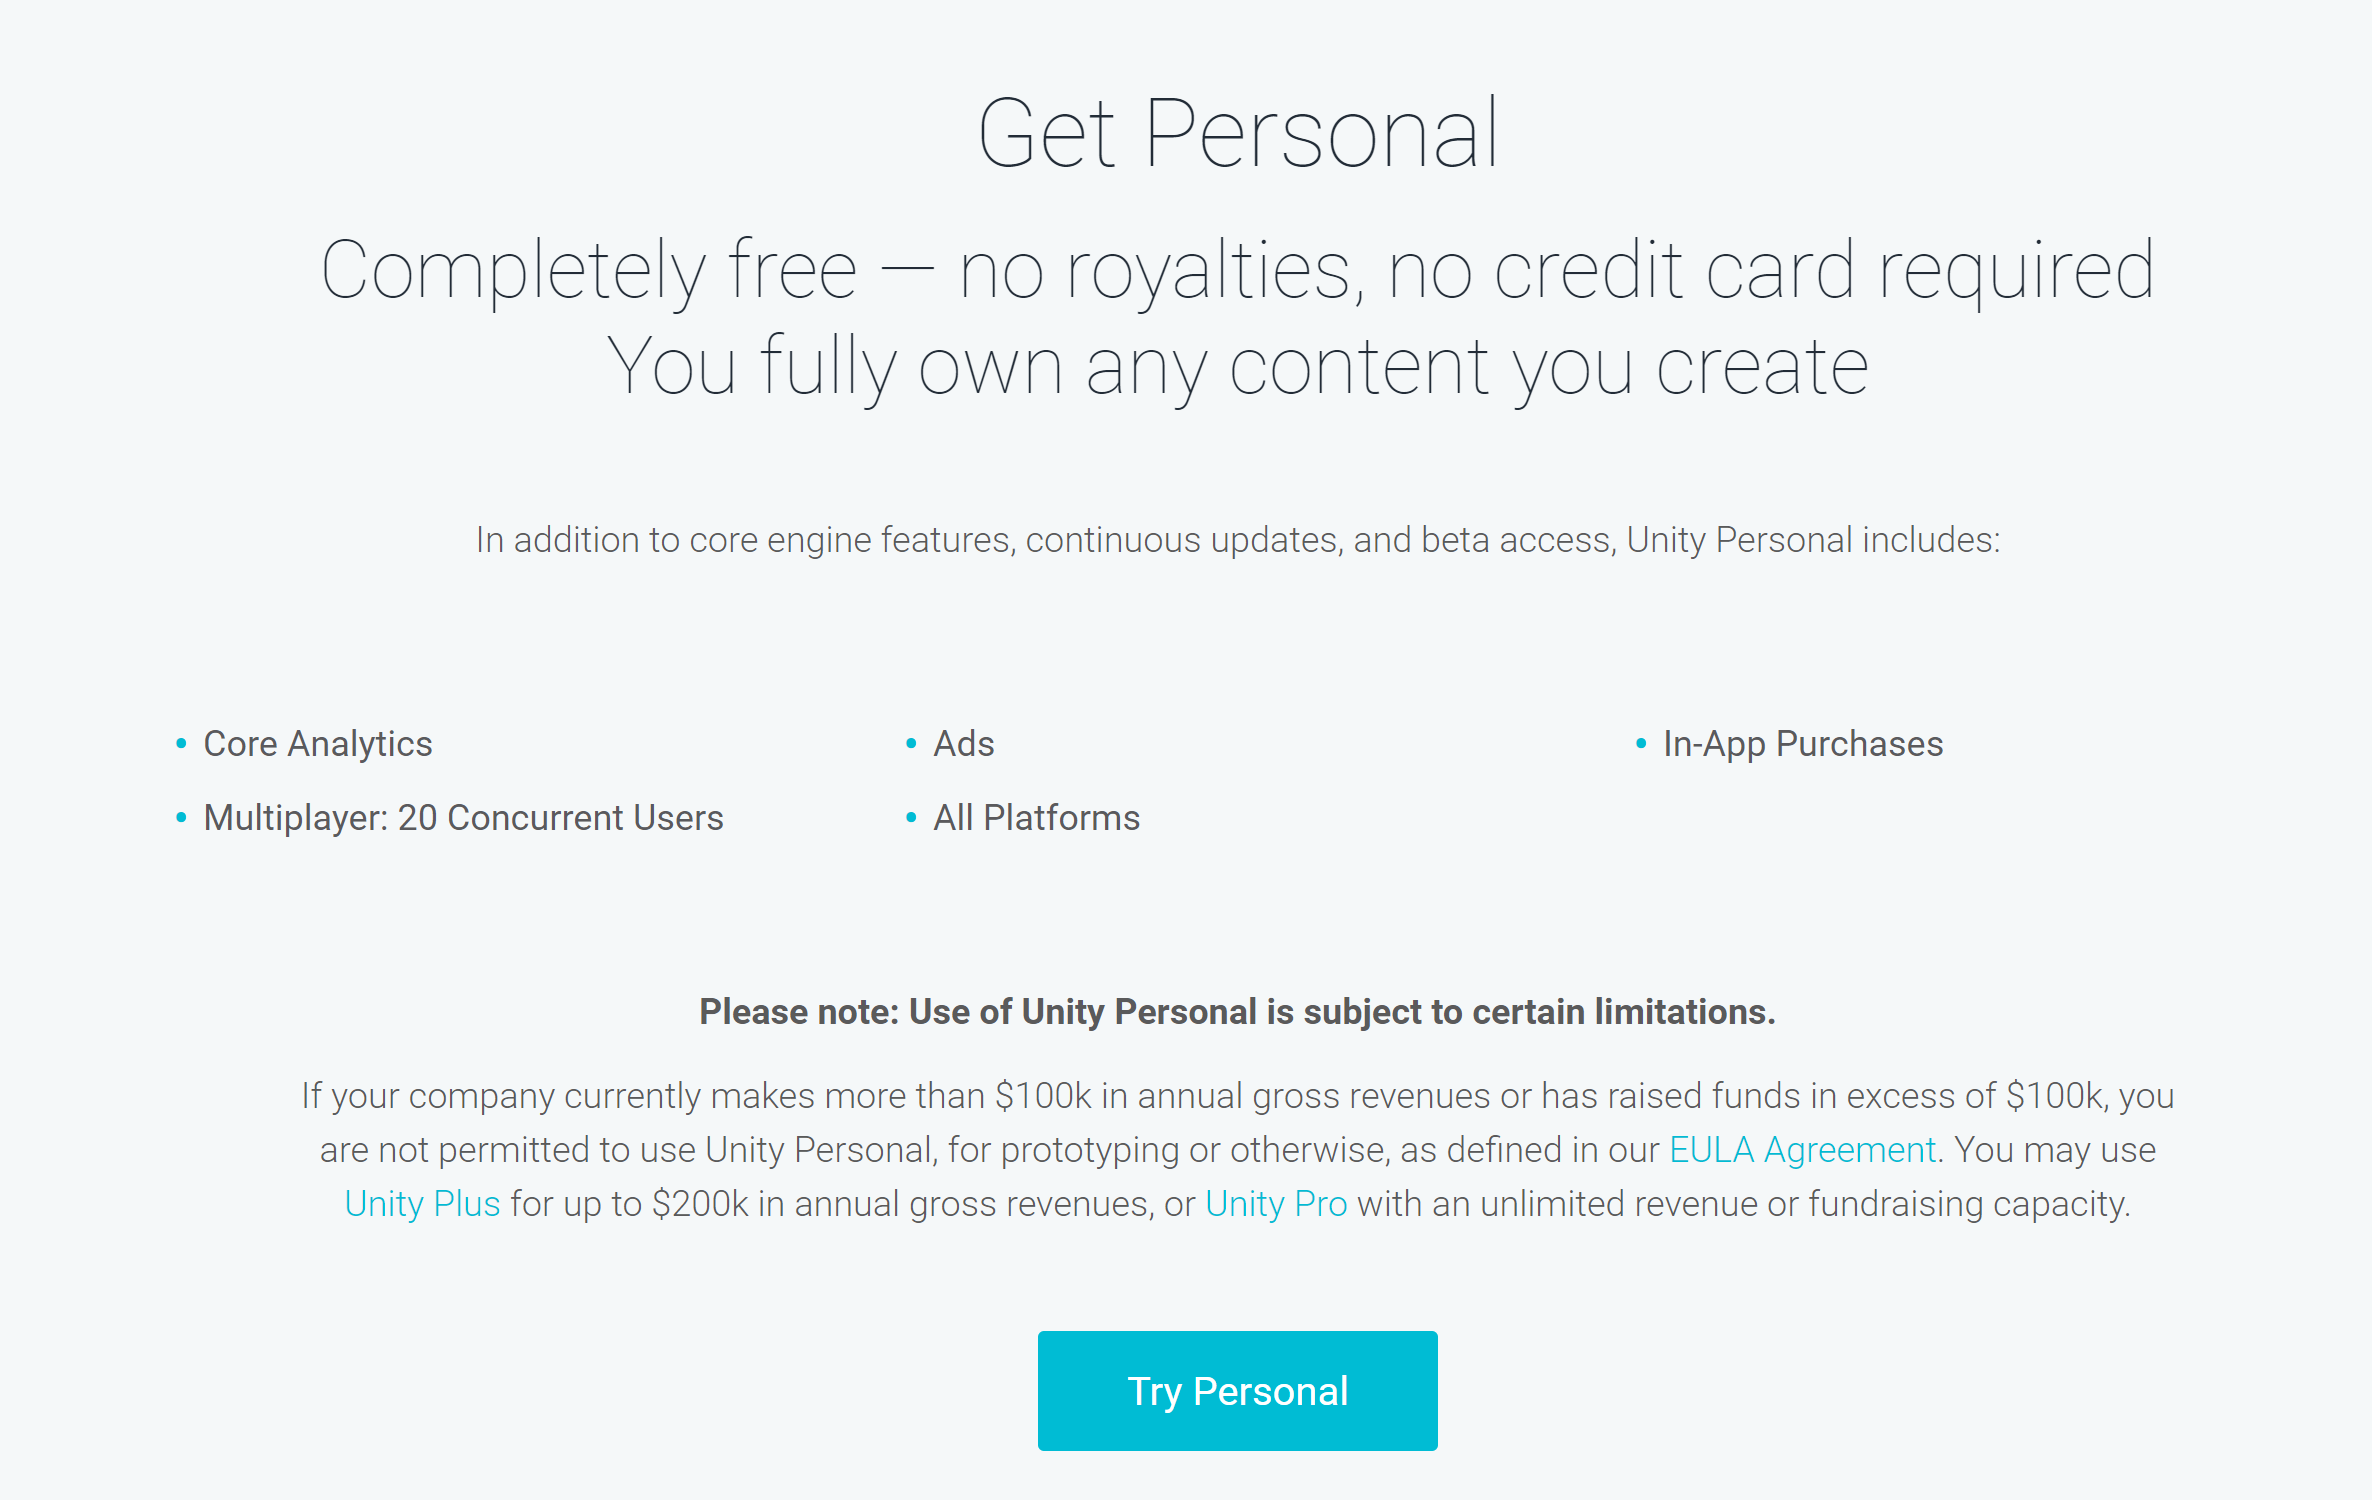 Get Personal
Completely free — no royalties, no credit card required
You fully own any content you create
In addition to core engine features, continuous updates, and beta access, Unity Personal includes:
• Core Analytics
• Ads
• In-App Purchases
• Multiplayer: 20 Concurrent Users
• All Platforms
Please note: Use of Unity Personal is subject to certain limitations.
If your company currently makes more than $100k in annual gross revenues or has raised funds in excess of $100k, you
are not permitted to use Unity Personal, for prototyping or otherwise, as defined in our EULA Agreement. You may use
Unity Plus for up to $200k in annual gross revenues, or Unity Pro with an unlimited revenue or fundraising capacity.
Try Personal